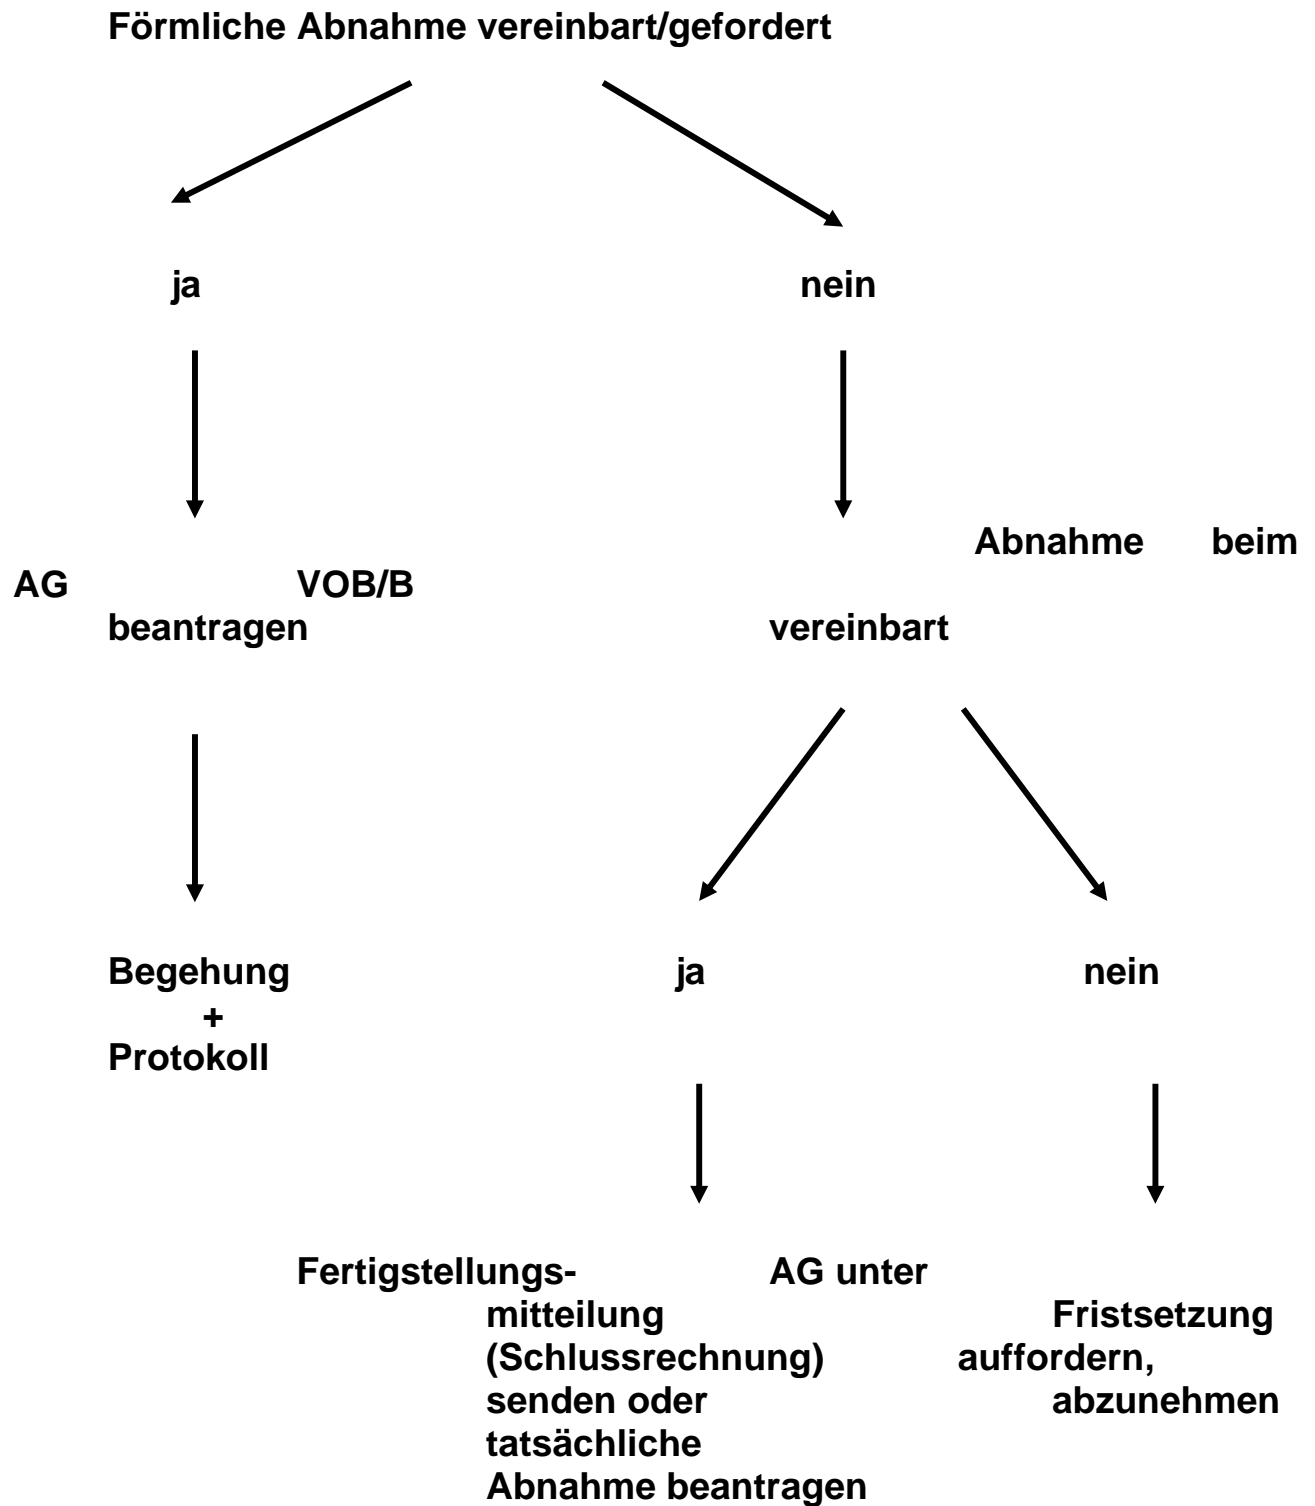 Förmliche Abnahme vereinbart/gefordert
ja nein
Abnahme beim
AG VOB/B
beantragen vereinbart
Begehung ja nein
+
Protokoll
Fertigstellungs- AG unter
mitteilung Fristsetzung
(Schlussrechnung) auffordern,
senden oder abzunehmen
tatsächliche
Abnahme beantragen